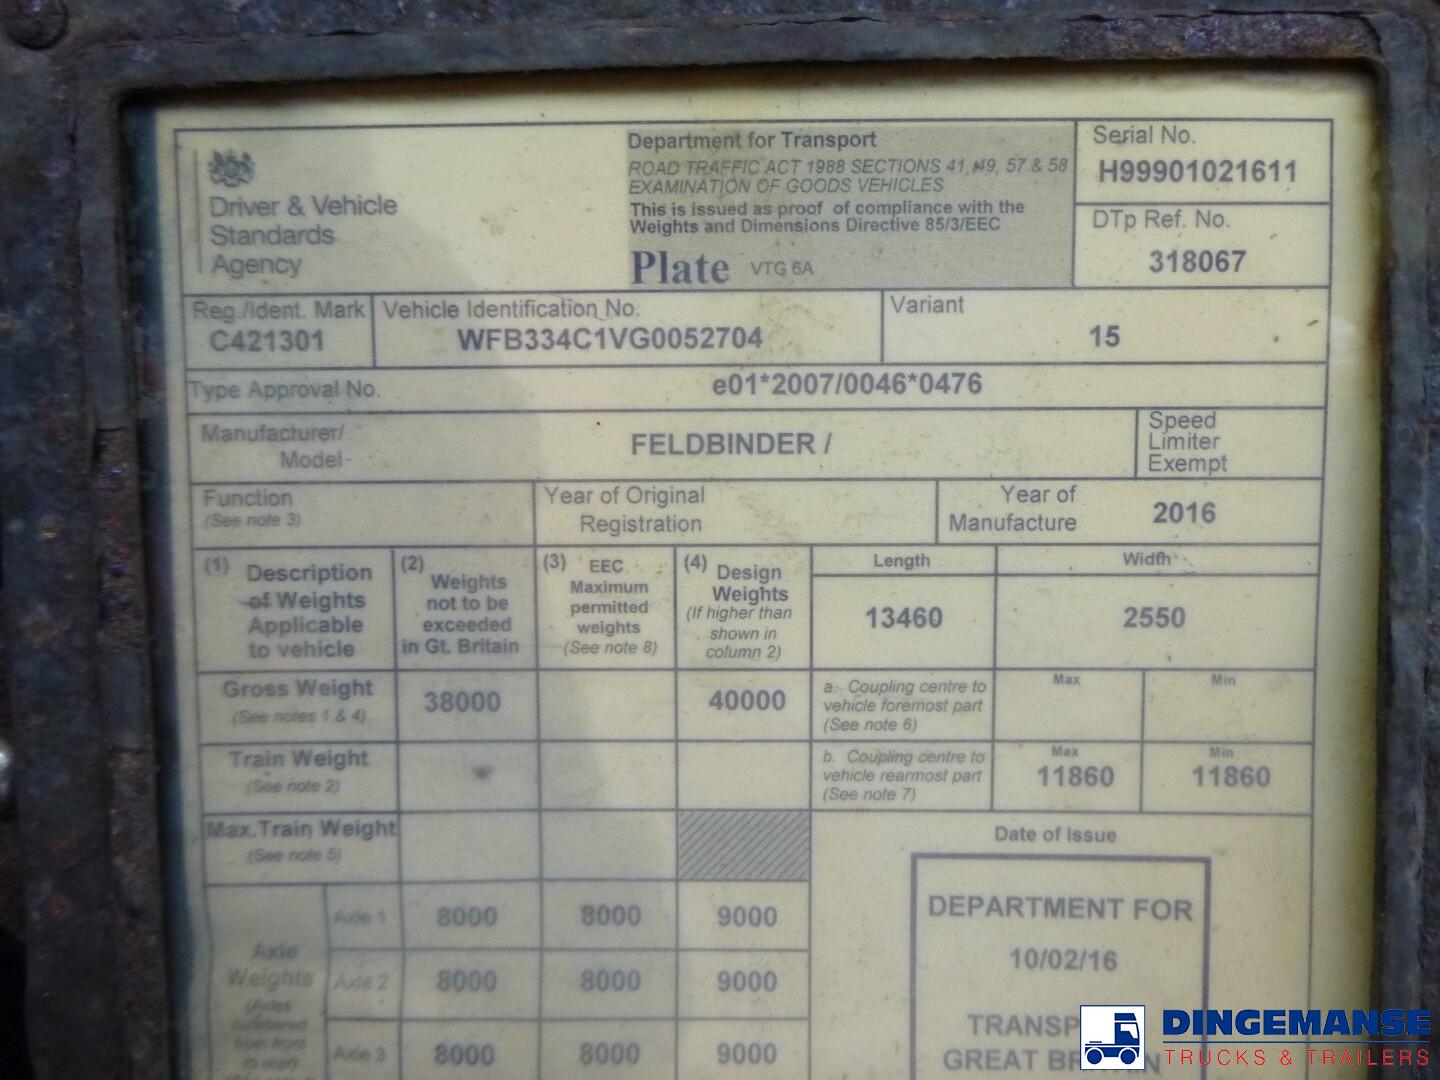 Driver & Vehicle
Standards
Agency
Department for Transport
ROAD TRAFFIC ACT 1988 SECTIONS 41, 49, 57 & 58
EXAMINATION OF GOODS VEHICLES
This is issued as proof of compliance with the
Weights and Dimensions Directive 85/3/EEC
Plate VTG 6A
Serial No.
H99901021611
DTp Ref. No.
318067
Reg./Ident. Mark
C421301
Vehicle Identification No.
WFB334C1VG0052704
Variant
15
Type Approval No.
e01*2007/0046*0476
Manufacturer/
Model
FELDBINDER /
Speed
Limiter
Exempt
Function
(See note 3)
Year of Original
Registration
Year of
Manufacture
2016
(1) Description
of Weights
Applicable
to vehicle
(2) Weights
not to be
exceeded
in Gt. Britain
(3) EEC
Maximum
permitted
weights
(See note 8)
(4) Design
Weights
(If higher than
shown in
column 2)
Length
13460
Width
2550
Gross Weight
(See notes 1 & 4)
38000
40000
a. Coupling centre to
vehicle foremost part
(See note 6)
Max
Min
Train Weight
(See note 2)
b. Coupling centre to
vehicle rearmost part
(See note 7)
Max
11860
Min
11860
Max.Train Weight
(See note 5)
Date of Issue
DEPARTMENT FOR
10/02/16
TRANSP
GREAT BR
Axle
Weights
(Axles
numbered
from front
to rear)
Axle 1 8000 8000 9000
Axle 2 8000 8000 9000
Axle 3 8000 8000 9000
DINGEMANSE
TRUCKS & TRAILERS